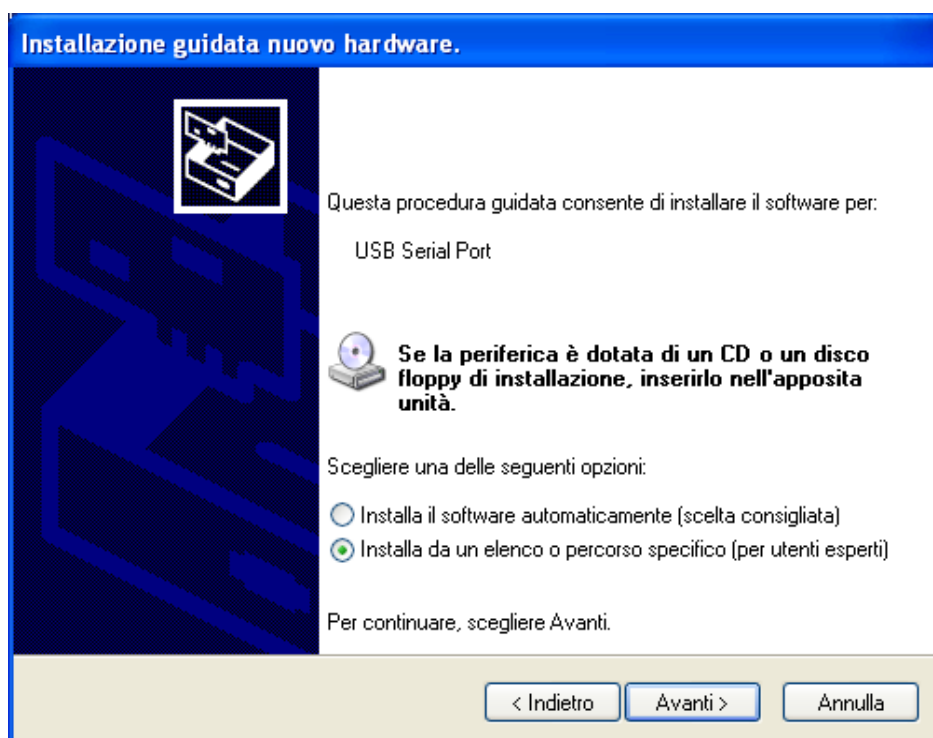 Installazione guidata nuovo hardware.
Questa procedura guidata consente di installare il software per:
USB Serial Port
Se la periferica è dotata di un CD o un disco
floppy di installazione, inserirlo nell'apposita
unità.
Scegliere una delle seguenti opzioni:
Installa il software automaticamente (scelta consigliata)
Installa da un elenco o percorso specifico (per utenti esperti)
Per continuare, scegliere Avanti.
< Indietro Avanti > Annulla